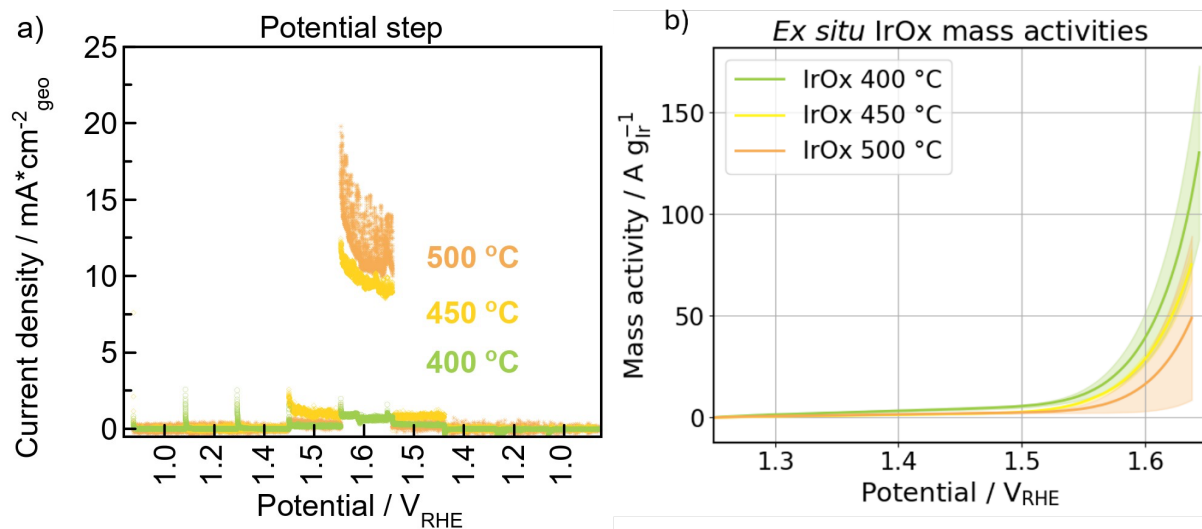 a)
Potential step
Current density / mA*cm⁻²geo
25
20
15
10
5
0
500 °C
450 °C
400 °C
1.0
1.2
1.4
1.5
1.6
1.5
1.4
1.2
1.0
Potential / V_RHE
b)
Ex situ IrOx mass activities
Mass activity / A g_Ir⁻¹
150
100
50
0
IrOx 400 °C
IrOx 450 °C
IrOx 500 °C
1.3
1.4
1.5
1.6
Potential / V_RHE